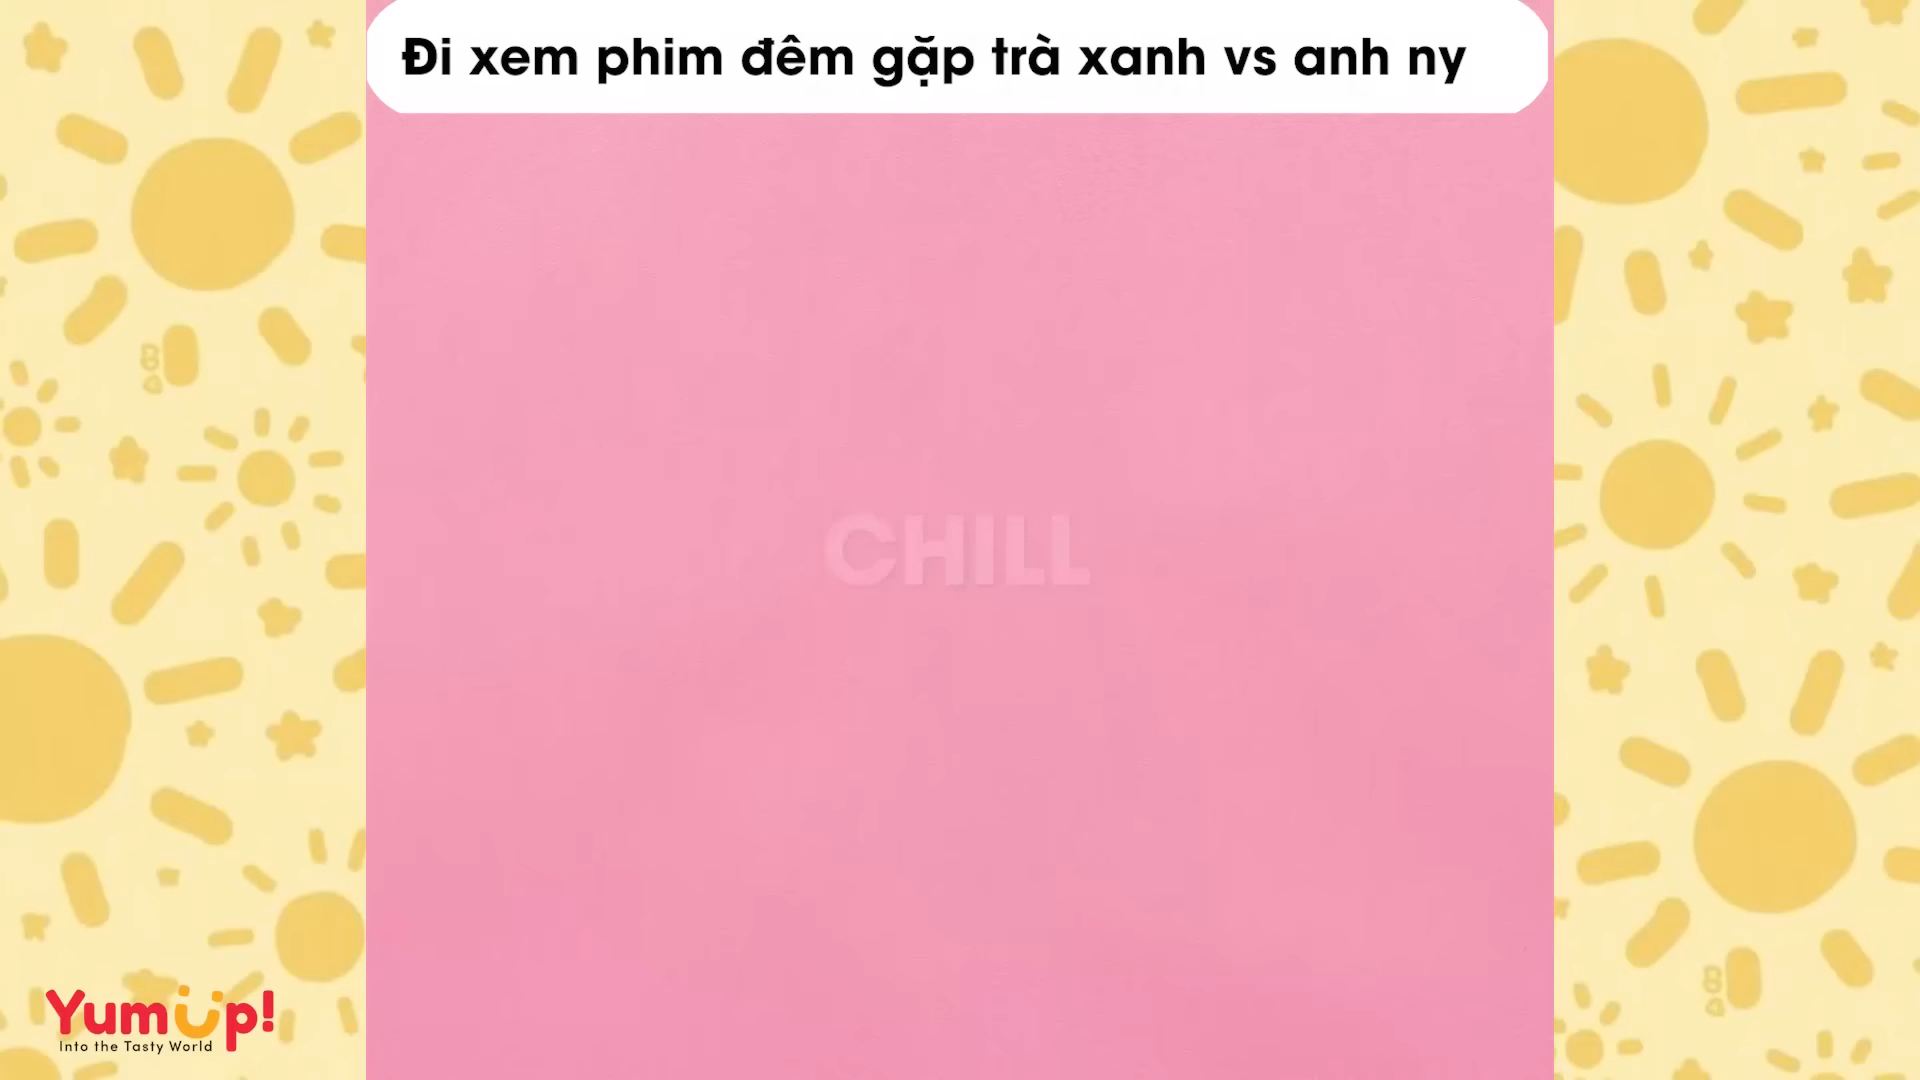 Đi xem phim đêm gặp trà xanh vs anh ny
CHILL
YumUp!
Into the Tasty World